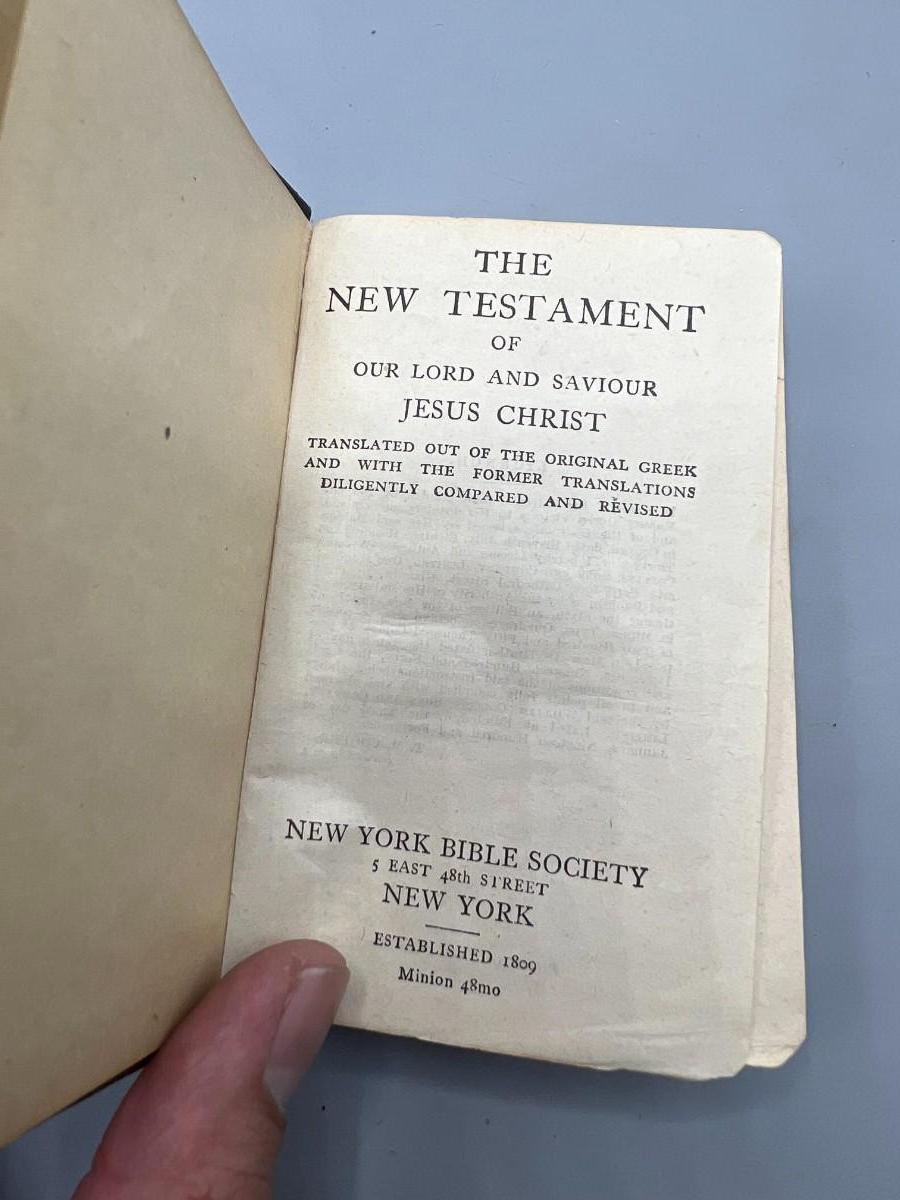 THE
NEW TESTAMENT
OF
OUR LORD AND SAVIOUR
JESUS CHRIST
TRANSLATED OUT OF THE ORIGINAL GREEK
AND WITH THE FORMER TRANSLATIONS
DILIGENTLY COMPARED AND REVISED
NEW YORK BIBLE SOCIETY
5 EAST 48th STREET
NEW YORK
ESTABLISHED 1809
Minion 48mo